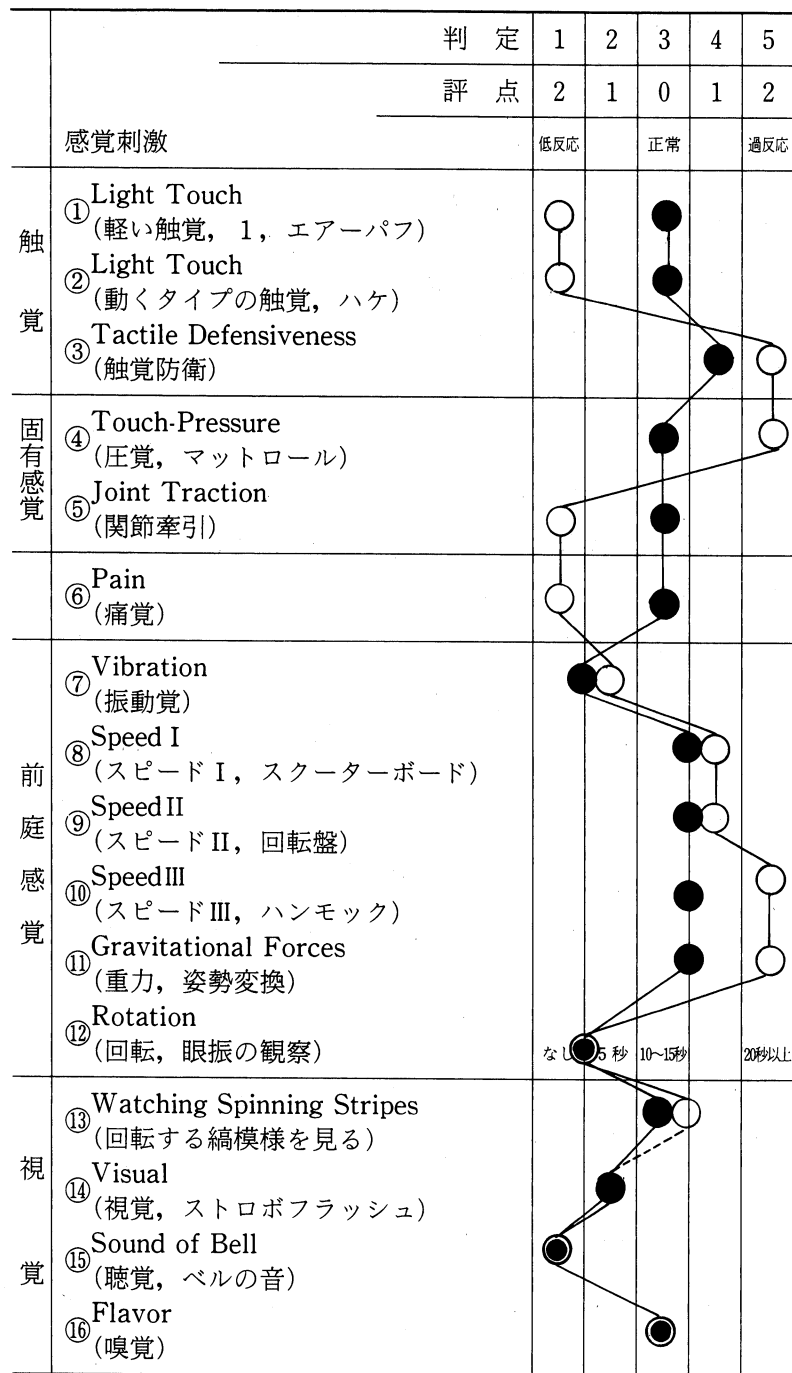 判定 1 2 3 4 5
評点 2 1 0 1 2
感覚刺激 低反応 正常 過反応
触覚
①Light Touch
(軽い触覚，1，エアーパフ)
②Light Touch
(動くタイプの触覚，ハケ)
③Tactile Defensiveness
(触覚防衛)
固有感覚
④Touch-Pressure
(圧覚，マットロール)
⑤Joint Traction
(関節牽引)
⑥Pain
(痛覚)
前庭感覚
⑦Vibration
(振動覚)
⑧Speed I
(スピードⅠ，スクーターボード)
⑨SpeedⅡ
(スピードⅡ，回転盤)
⑩SpeedⅢ
(スピードⅢ，ハンモック)
⑪Gravitational Forces
(重力，姿勢変換)
⑫Rotation
(回転，眼振の観察) なし 5秒 10〜15秒 20秒以上
視覚
⑬Watching Spinning Stripes
(回転する縞模様を見る)
⑭Visual
(視覚，ストロボフラッシュ)
⑮Sound of Bell
(聴覚，ベルの音)
⑯Flavor
(嗅覚)